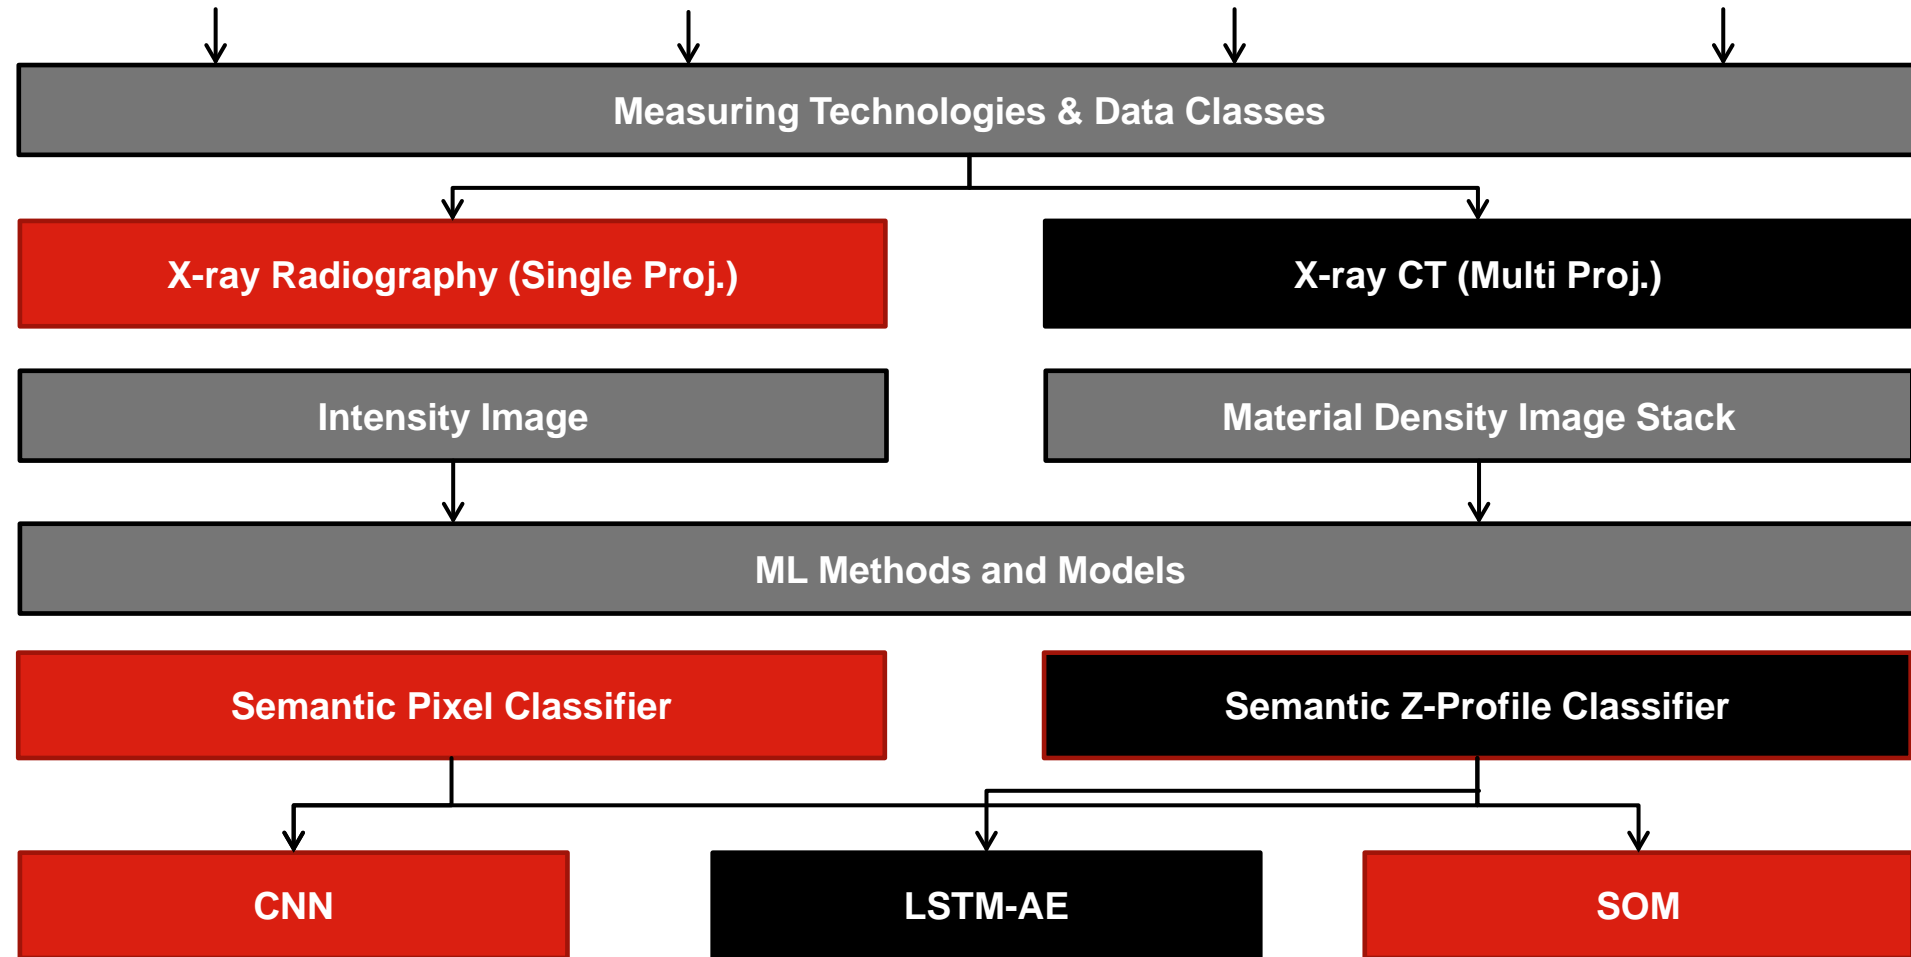 Measuring Technologies & Data Classes
X-ray Radiography (Single Proj.)
X-ray CT (Multi Proj.)
Intensity Image
Material Density Image Stack
ML Methods and Models
Semantic Pixel Classifier
Semantic Z-Profile Classifier
CNN
LSTM-AE
SOM